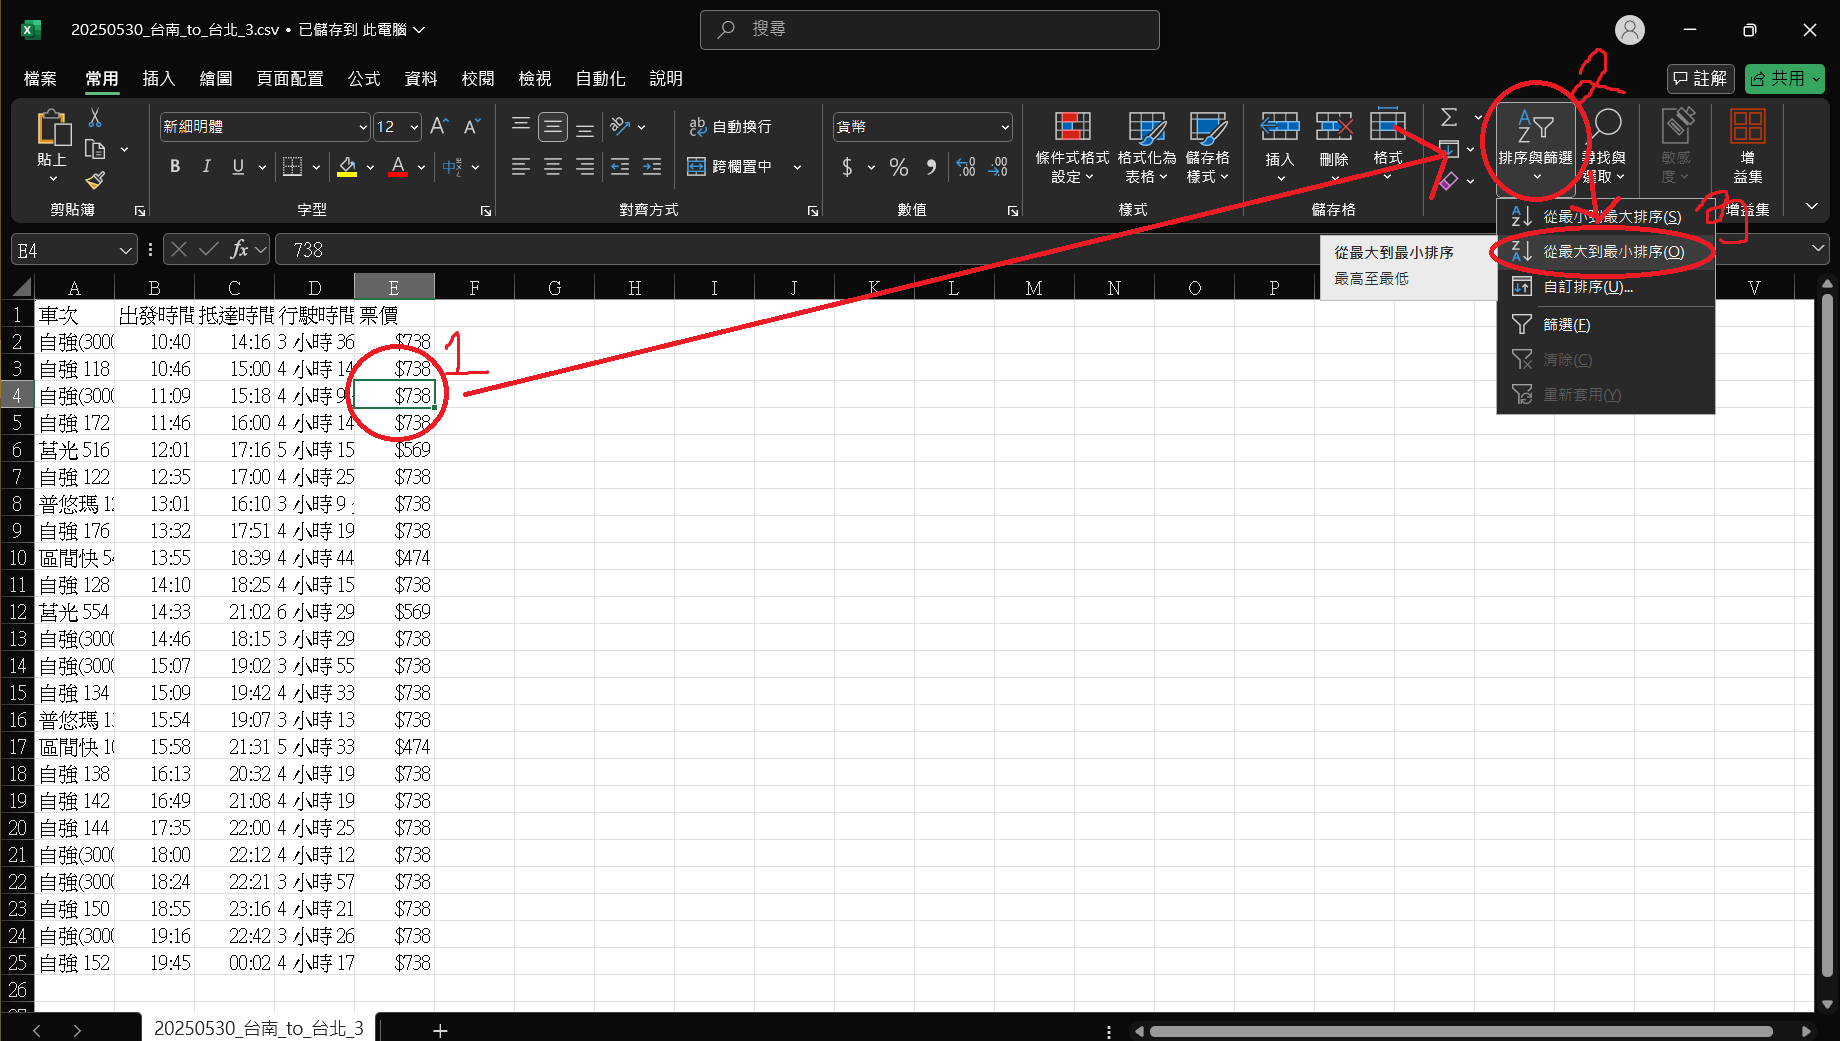 20250530_台南_to_台北_3.csv • 已儲存到 此電腦
搜尋
檔案 常用 插入 繪圖 頁面配置 公式 資料 校閱 檢視 自動化 說明
註解 共用
貼上
剪貼簿
新細明體 12
B I U
字型
自動換行
跨欄置中
對齊方式
貨幣
$ % ,
數值
條件式格式設定
格式化為表格
儲存格樣式
樣式
插入 刪除 格式
儲存格
排序與篩選
尋找與
選取
敏感度
增
益集
增益集
2
3
從最小到最大排序(S)
從最大到最小排序(O)
自訂排序(U)...
篩選(F)
清除(C)
重新套用(Y)
從最大到最小排序
最高至最低
E4 fx 738
A B C D E F G H I J K L M N O P V
1 車次 出發時間 抵達時間 行駛時間 票價
2 自強(300 10:40 14:16 3 小時 36 $738
1
3 自強 118 10:46 15:00 4 小時 14 $738
4 自強(300 11:09 15:18 4 小時 9 $738
5 自強 172 11:46 16:00 4 小時 14 $738
6 莒光 516 12:01 17:16 5 小時 15 $569
7 自強 122 12:35 17:00 4 小時 25 $738
8 普悠瑪 12 13:01 16:10 3 小時 9 $738
9 自強 176 13:32 17:51 4 小時 19 $738
10 區間快 54 13:55 18:39 4 小時 44 $474
11 自強 128 14:10 18:25 4 小時 15 $738
12 莒光 554 14:33 21:02 6 小時 29 $569
13 自強(300 14:46 18:15 3 小時 29 $738
14 自強(300 15:07 19:02 3 小時 55 $738
15 自強 134 15:09 19:42 4 小時 33 $738
16 普悠瑪 13 15:54 19:07 3 小時 13 $738
17 區間快 10 15:58 21:31 5 小時 33 $474
18 自強 138 16:13 20:32 4 小時 19 $738
19 自強 142 16:49 21:08 4 小時 19 $738
20 自強 144 17:35 22:00 4 小時 25 $738
21 自強(300 18:00 22:12 4 小時 12 $738
22 自強(300 18:24 22:21 3 小時 57 $738
23 自強 150 18:55 23:16 4 小時 21 $738
24 自強(300 19:16 22:42 3 小時 26 $738
25 自強 152 19:45 00:02 4 小時 17 $738
26
20250530_台南_to_台北_3